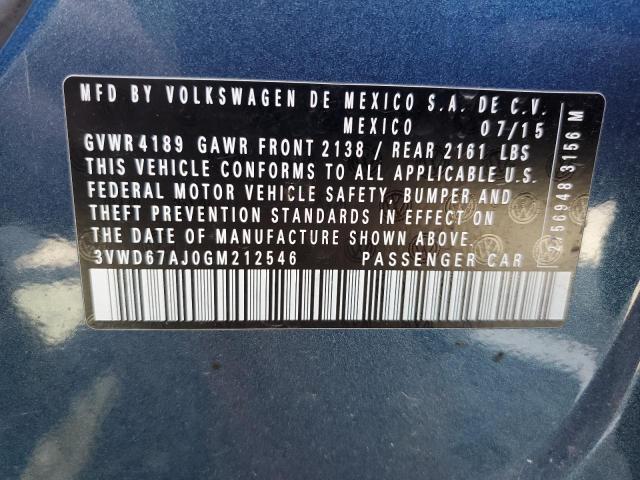 MFD BY VOLKSWAGEN DE MEXICO S.A. DE C.V.
MEXICO 07/15
GVWR 4189 GAWR FRONT 2138 / REAR 2161 LBS
THIS VEHICLE CONFORMS TO ALL APPLICABLE U.S.
FEDERAL MOTOR VEHICLE SAFETY, BUMPER AND
THEFT PREVENTION STANDARDS IN EFFECT ON
THE DATE OF MANUFACTURE SHOWN ABOVE.
3VWD67AJ0GM212546 PASSENGER CAR
2756948 3156 M